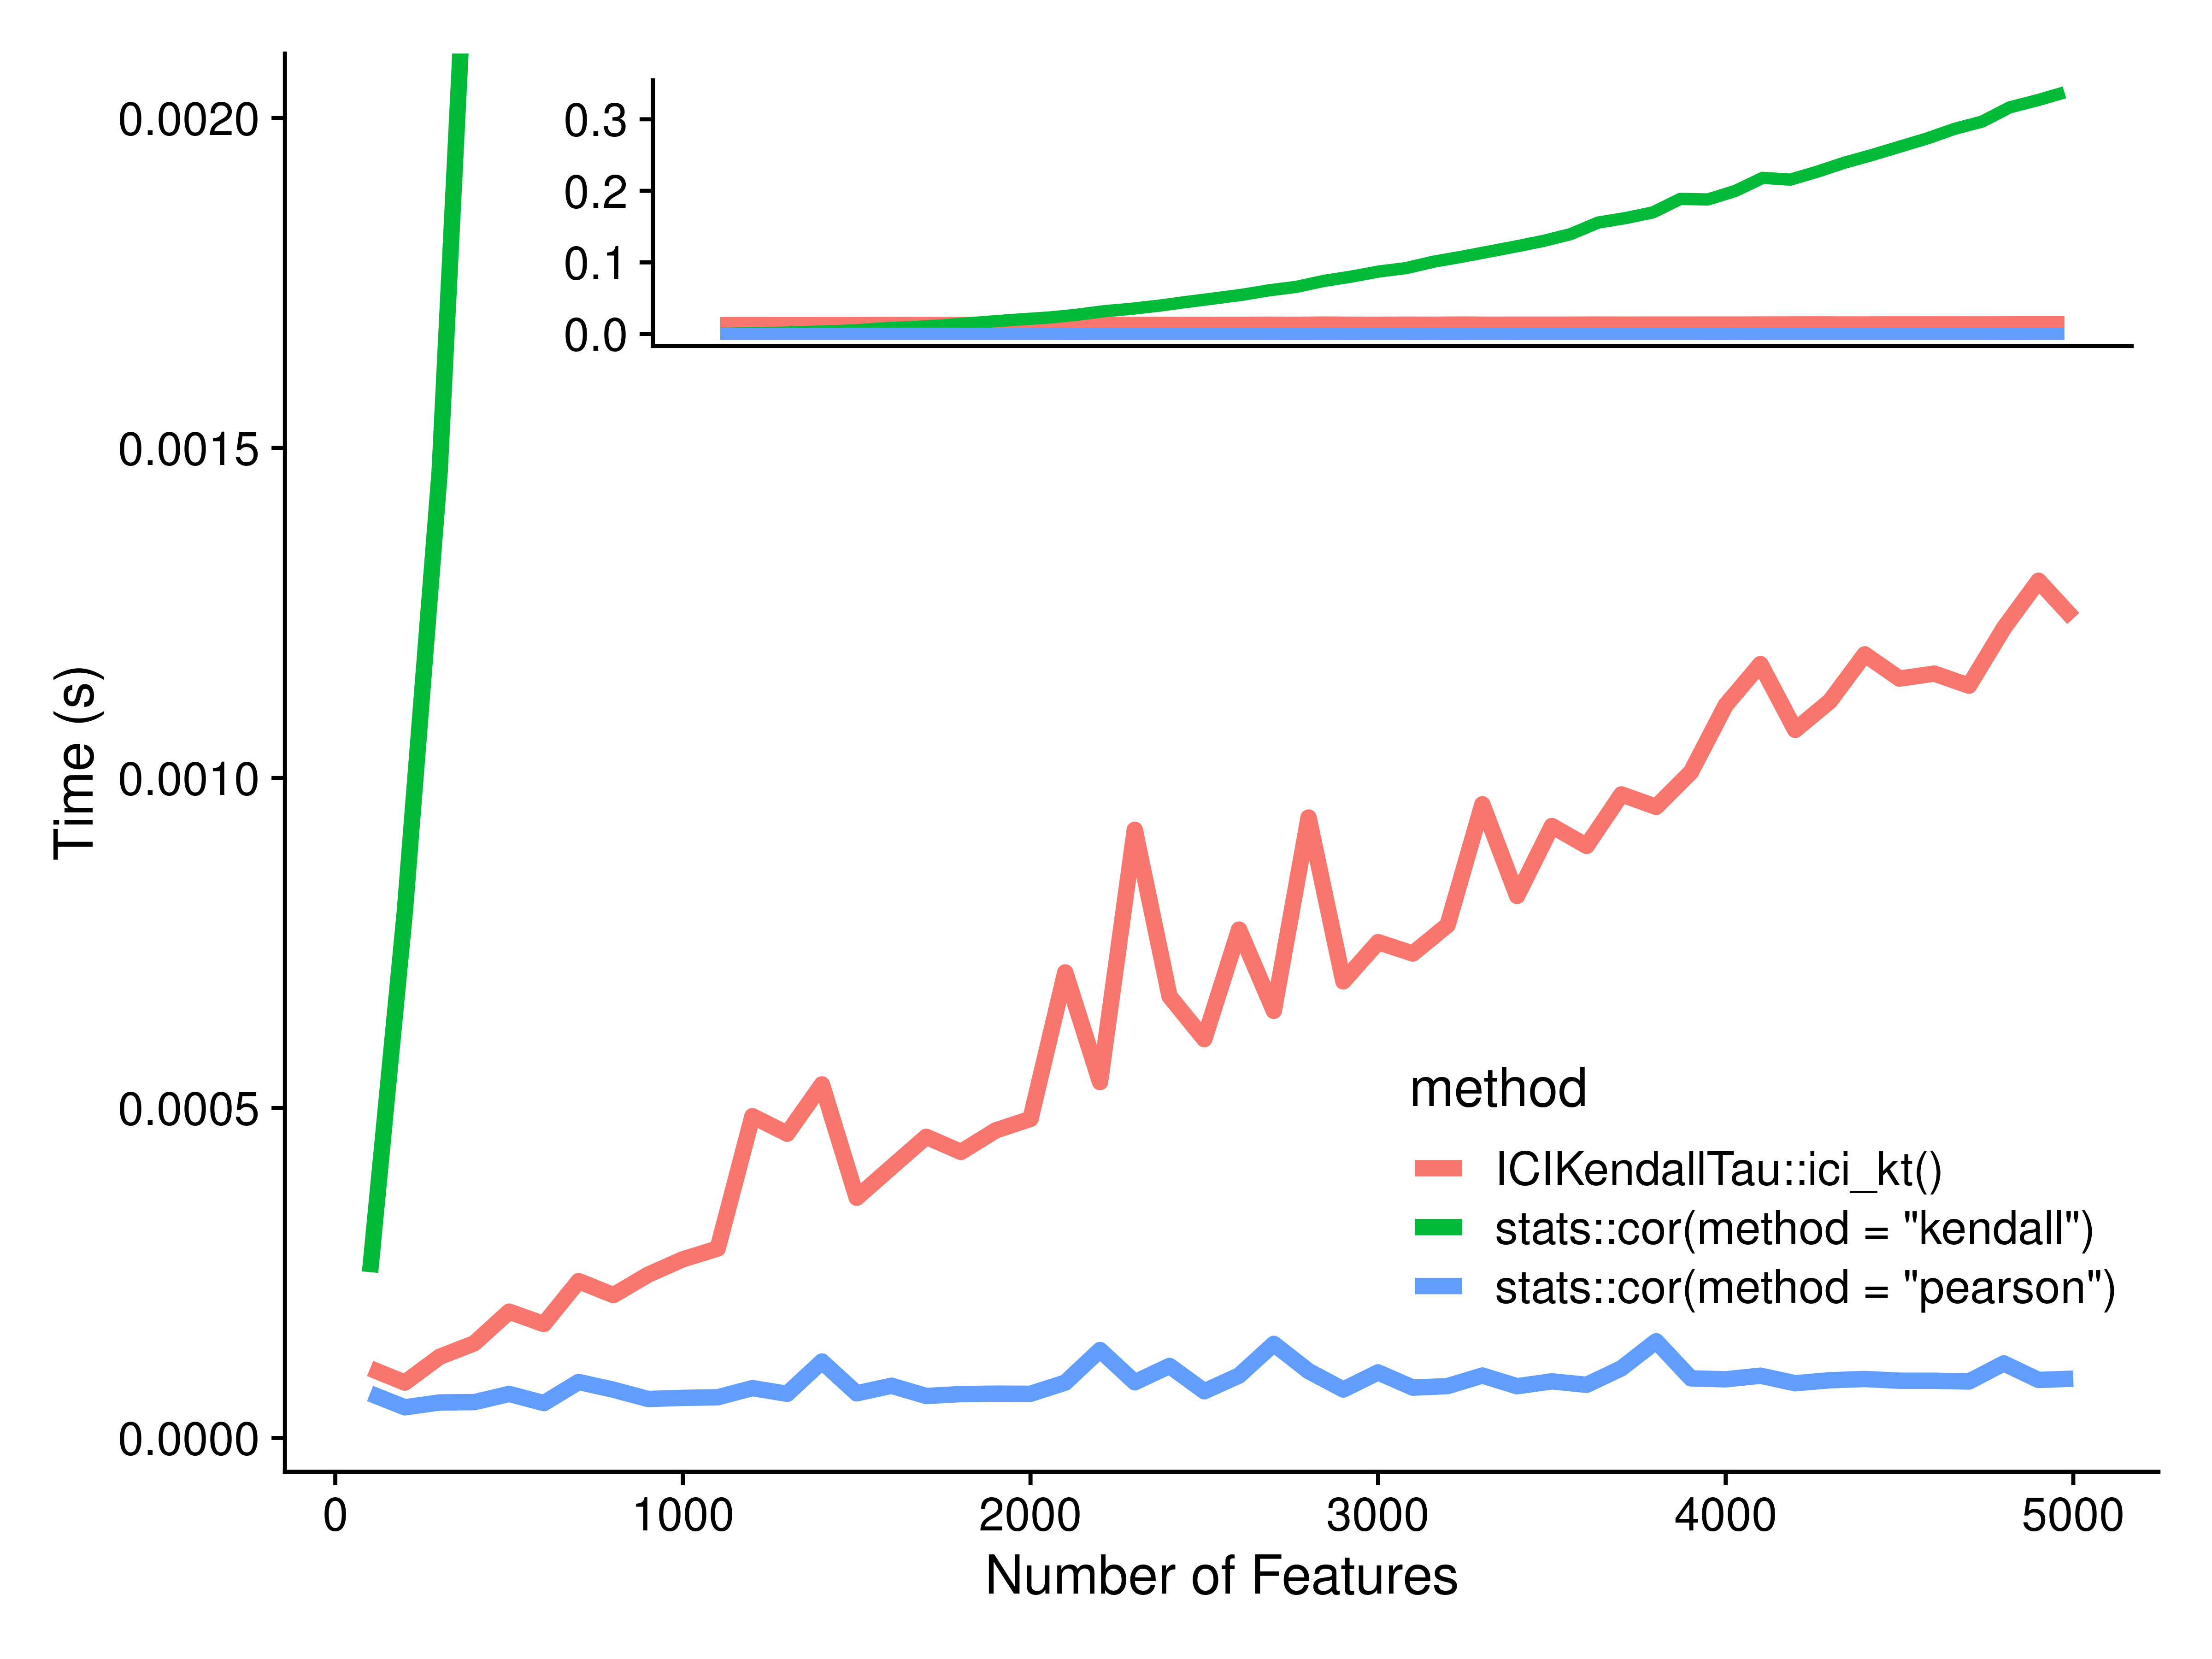 0.0020
0.0015
0.0010
0.0005
0.0000
Time (s)
0.3
0.2
0.1
0.0
method
ICIKendallTau::ici_kt()
stats::cor(method = "kendall")
stats::cor(method = "pearson")
0 1000 2000 3000 4000 5000
Number of Features